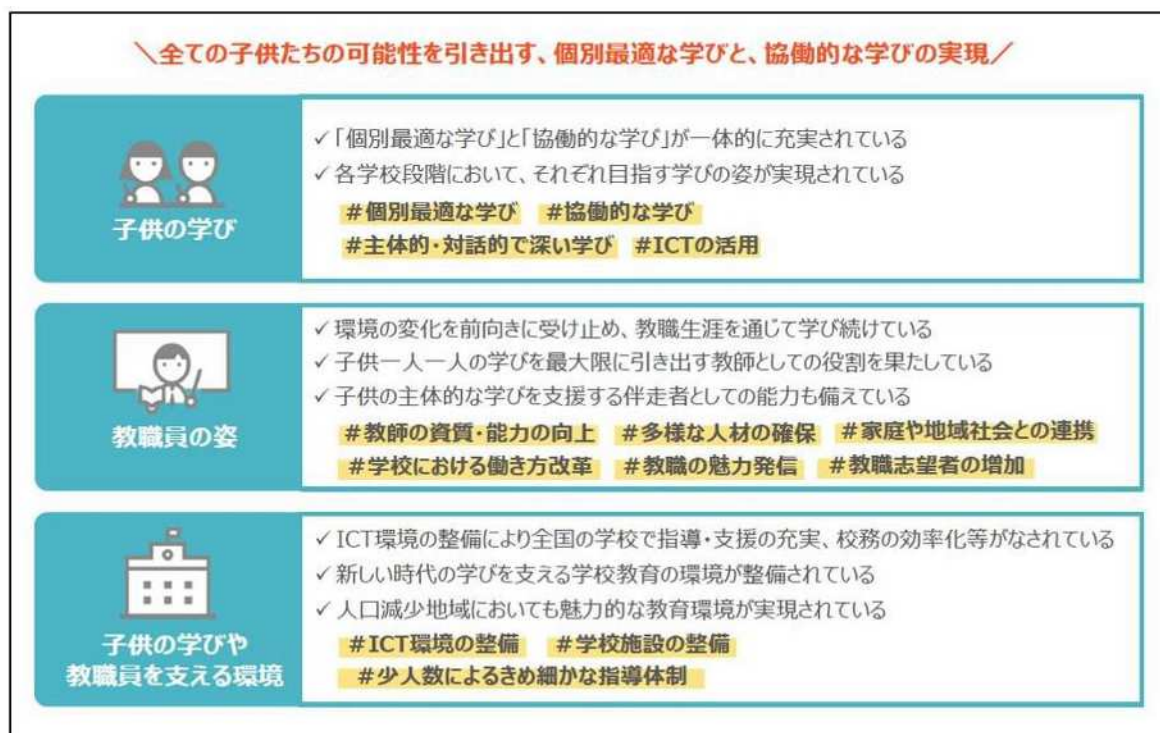 ＼全ての子供たちの可能性を引き出す、個別最適な学びと、協働的な学びの実現／
子供の学び
✓「個別最適な学び」と「協働的な学び」が一体的に充実されている
✓各学校段階において、それぞれ目指す学びの姿が実現されている
#個別最適な学び #協働的な学び
#主体的・対話的で深い学び #ICTの活用
教職員の姿
✓環境の変化を前向きに受け止め、教職生涯を通じて学び続けている
✓子供一人一人の学びを最大限に引き出す教師としての役割を果たしている
✓子供の主体的な学びを支援する伴走者としての能力も備えている
#教師の資質・能力の向上 #多様な人材の確保 #家庭や地域社会との連携
#学校における働き方改革 #教職の魅力発信 #教職志望者の増加
子供の学びや
教職員を支える環境
✓ICT環境の整備により全国の学校で指導・支援の充実、校務の効率化等がなされている
✓新しい時代の学びを支える学校教育の環境が整備されている
✓人口減少地域においても魅力的な教育環境が実現されている
#ICT環境の整備 #学校施設の整備
#少人数によるきめ細かな指導体制